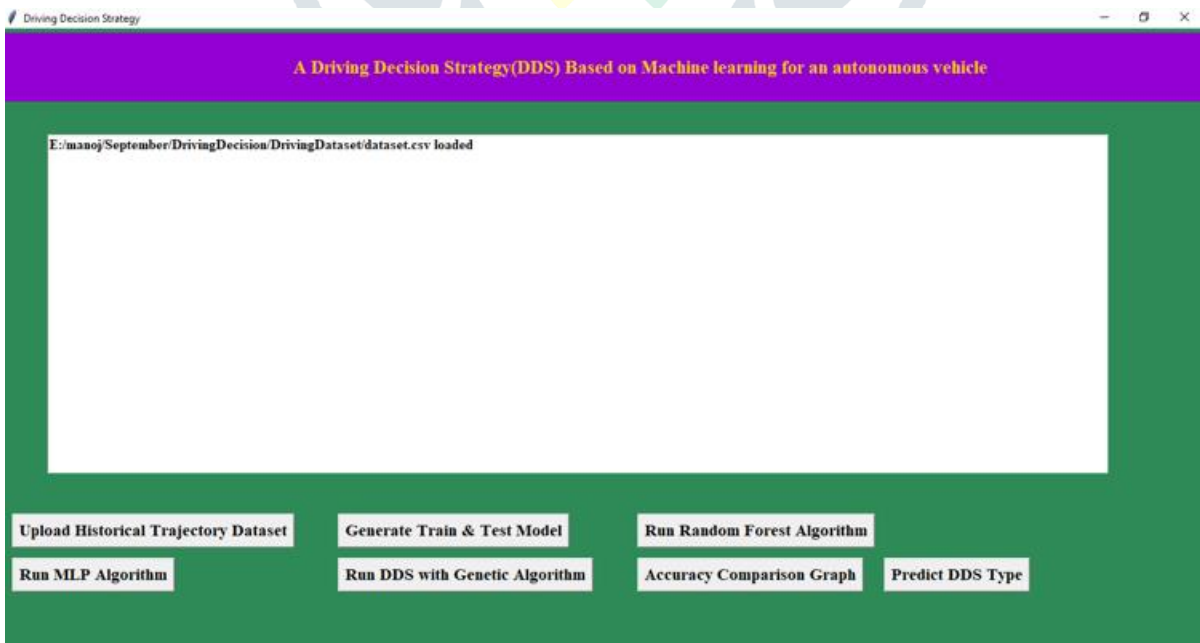 Driving Decision Strategy
A Driving Decision Strategy(DDS) Based on Machine learning for an autonomous vehicle
E:/manoj/September/DrivingDecision/DrivingDataset/dataset.csv loaded
Upload Historical Trajectory Dataset
Generate Train & Test Model
Run Random Forest Algorithm
Run MLP Algorithm
Run DDS with Genetic Algorithm
Accuracy Comparison Graph
Predict DDS Type